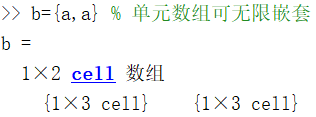 >> b={a,a} % 单元数组可无限嵌套
b =
1×2 cell 数组
{1×3 cell}    {1×3 cell}